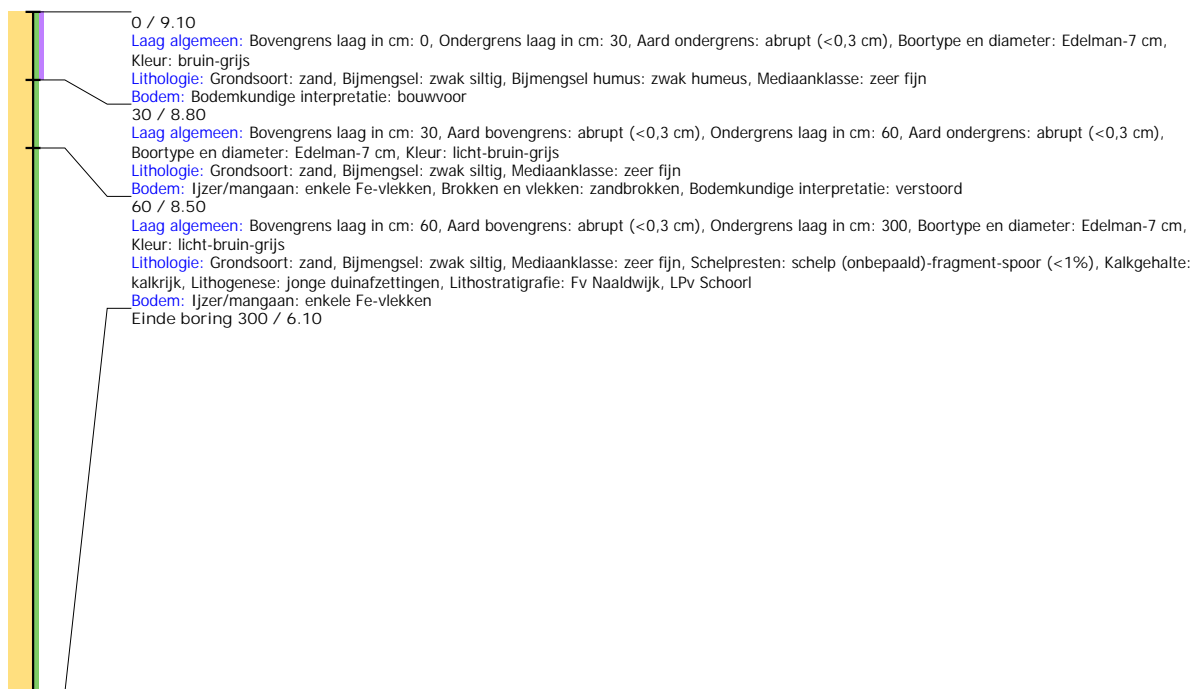 0 / 9.10
Laag algemeen: Bovengrens laag in cm: 0, Ondergrens laag in cm: 30, Aard ondergrens: abrupt (<0,3 cm), Boortype en diameter: Edelman-7 cm,
Kleur: bruin-grijs
Lithologie: Grondsoort: zand, Bijmengsel: zwak siltig, Bijmengsel humus: zwak humeus, Mediaanklasse: zeer fijn
Bodem: Bodemkundige interpretatie: bouwvoor
30 / 8.80
Laag algemeen: Bovengrens laag in cm: 30, Aard bovengrens: abrupt (<0,3 cm), Ondergrens laag in cm: 60, Aard ondergrens: abrupt (<0,3 cm),
Boortype en diameter: Edelman-7 cm, Kleur: licht-bruin-grijs
Lithologie: Grondsoort: zand, Bijmengsel: zwak siltig, Mediaanklasse: zeer fijn
Bodem: Ijzer/mangaan: enkele Fe-vlekken, Brokken en vlekken: zandbrokken, Bodemkundige interpretatie: verstoord
60 / 8.50
Laag algemeen: Bovengrens laag in cm: 60, Aard bovengrens: abrupt (<0,3 cm), Ondergrens laag in cm: 300, Boortype en diameter: Edelman-7 cm,
Kleur: licht-bruin-grijs
Lithologie: Grondsoort: zand, Bijmengsel: zwak siltig, Mediaanklasse: zeer fijn, Schelpresten: schelp (onbepaald)-fragment-spoor (<1%), Kalkgehalte:
kalkrijk, Lithogenese: jonge duinafzettingen, Lithostratigrafie: Fv Naaldwijk, LPv Schoorl
Bodem: Ijzer/mangaan: enkele Fe-vlekken
Einde boring 300 / 6.10